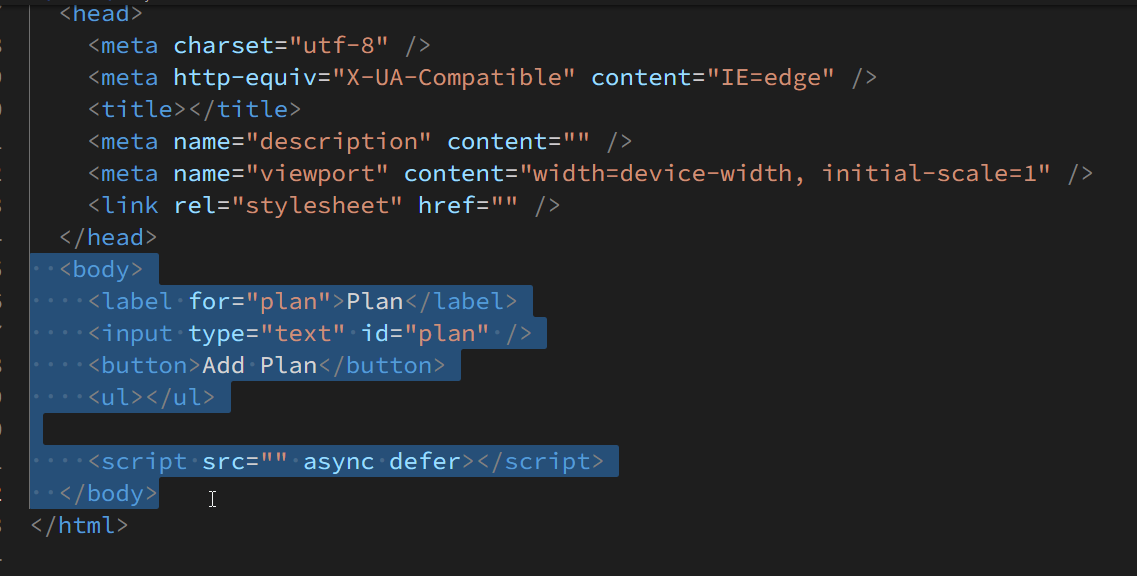 <head>
<meta charset="utf-8" />
<meta http-equiv="X-UA-Compatible" content="IE=edge" />
<title></title>
<meta name="description" content="" />
<meta name="viewport" content="width=device-width, initial-scale=1" />
<link rel="stylesheet" href="" />
</head>
<body>
<label for="plan">Plan</label>
<input type="text" id="plan" />
<button>Add Plan</button>
<ul></ul>
<script src="" async defer></script>
</body>
</html>